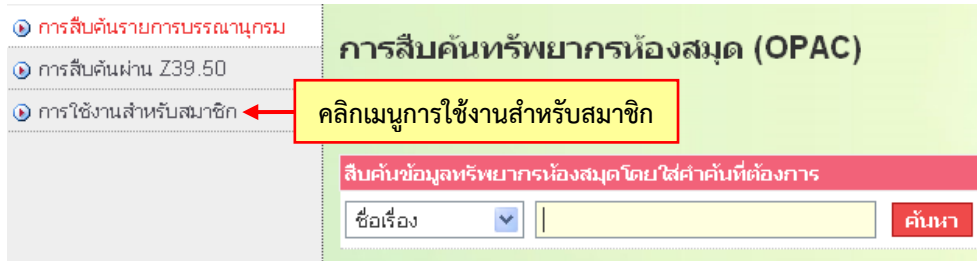 การสืบค้นรายการบรรณานุกรม
การสืบค้นผ่าน Z39.50
การใช้งานสำหรับสมาชิก
คลิกเมนูการใช้งานสำหรับสมาชิก
การสืบค้นทรัพยากรห้องสมุด (OPAC)
สืบค้นข้อมูลทรัพยากรห้องสมุดโดยใส่คำค้นที่ต้องการ
ชื่อเรื่อง
ค้นหา